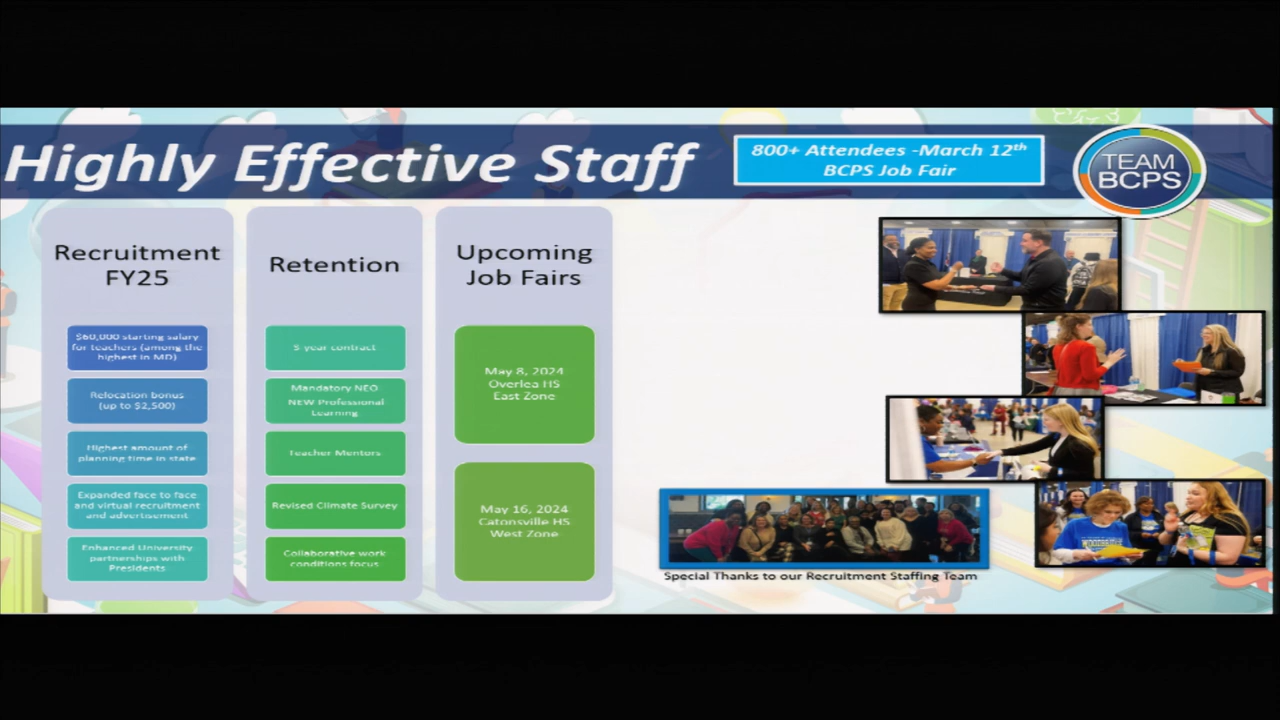 Highly Effective Staff
800+ Attendees -March 12th
BCPS Job Fair
TEAM
BCPS
Recruitment
FY25
$60,000 starting salary
for teachers (among the
highest in MD)
Relocation bonus
(up to $2,500)
Highest amount of
planning time in state
Expanded face to face
and virtual recruitment
and advertisement
Enhanced University
partnerships with
Presidents
Retention
year contract
Mandatory NEO
NEW Professional
Learning
Teacher Mentors
Revised Climate Survey
Collaborative work
conditions focus
Upcoming
Job Fairs
May 8, 2024
Overlea HS
East Zone
May 16, 2024
Catonsville HS
West Zone
Special Thanks to our Recruitment Staffing Team